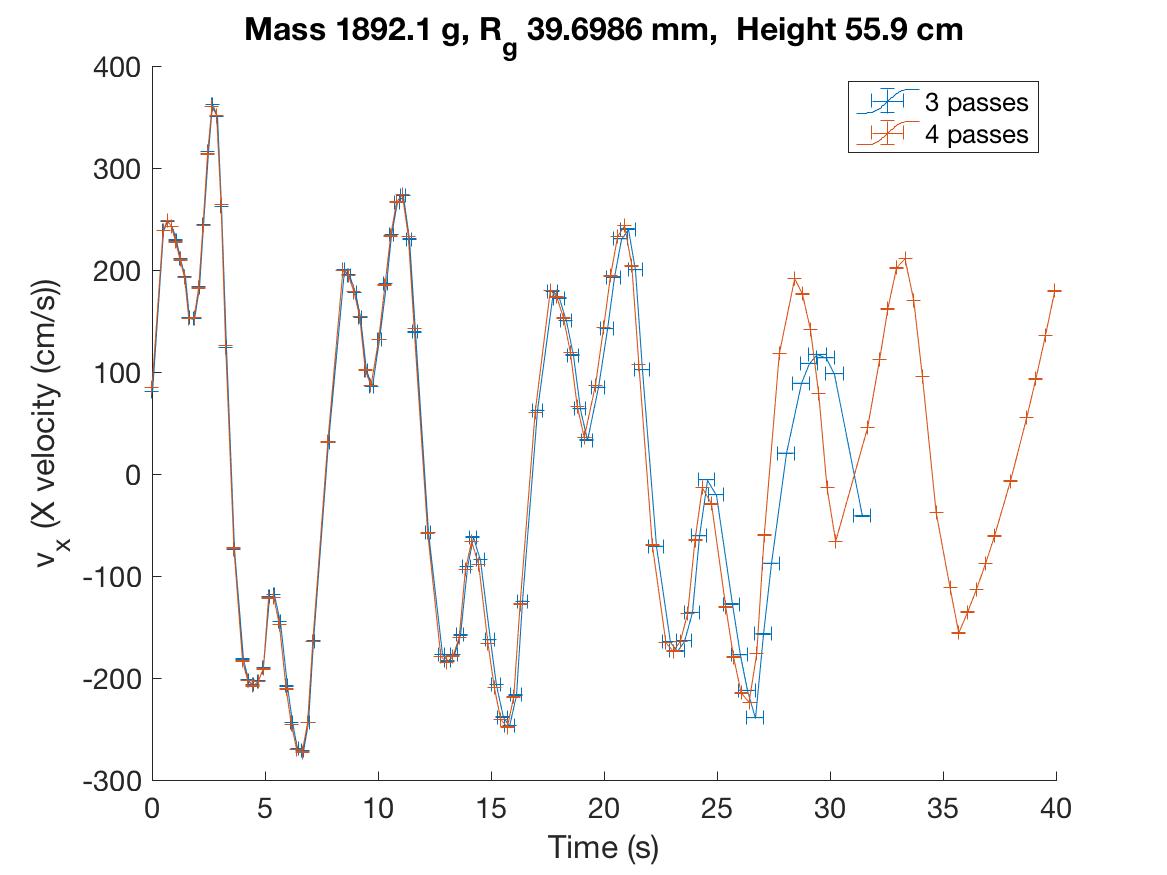 Mass 1892.1 g, Rg 39.6986 mm, Height 55.9 cm
400
300
200
100
0
-100
-200
-300
vx (X velocity (cm/s))
3 passes
4 passes
0 5 10 15 20 25 30 35 40
Time (s)